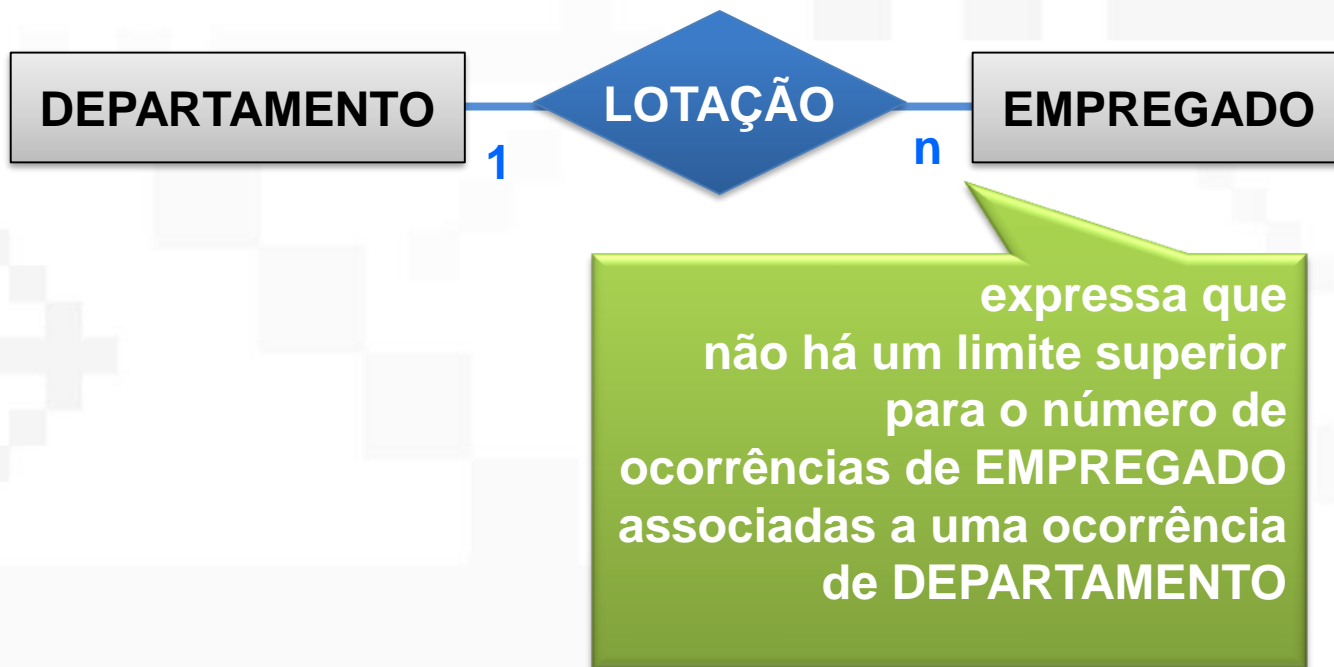 DEPARTAMENTO
LOTAÇÃO
EMPREGADO
1
n
expressa que
não há um limite superior
para o número de
ocorrências de EMPREGADO
associadas a uma ocorrência
de DEPARTAMENTO